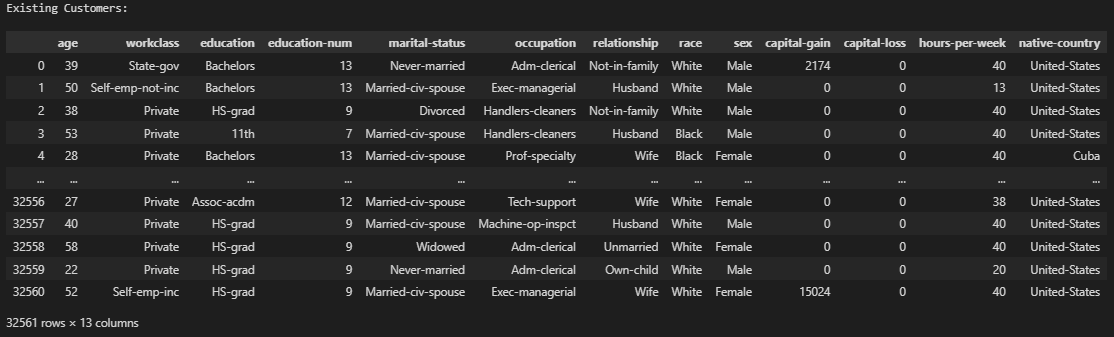 Existing Customers:
age workclass education education-num marital-status occupation relationship race sex capital-gain capital-loss hours-per-week native-country
0 39 State-gov Bachelors 13 Never-married Adm-clerical Not-in-family White Male 2174 0 40 United-States
1 50 Self-emp-not-inc Bachelors 13 Married-civ-spouse Exec-managerial Husband White Male 0 0 13 United-States
2 38 Private HS-grad 9 Divorced Handlers-cleaners Not-in-family White Male 0 0 40 United-States
3 53 Private 11th 7 Married-civ-spouse Handlers-cleaners Husband Black Male 0 0 40 United-States
4 28 Private Bachelors 13 Married-civ-spouse Prof-specialty Wife Black Female 0 0 40 Cuba
... ... ... ... ... ... ... ... ... ... ... ... ... ...
32556 27 Private Assoc-acdm 12 Married-civ-spouse Tech-support Wife White Female 0 0 38 United-States
32557 40 Private HS-grad 9 Married-civ-spouse Machine-op-inspct Husband White Male 0 0 40 United-States
32558 58 Private HS-grad 9 Widowed Adm-clerical Unmarried White Female 0 0 40 United-States
32559 22 Private HS-grad 9 Never-married Adm-clerical Own-child White Male 0 0 20 United-States
32560 52 Self-emp-inc HS-grad 9 Married-civ-spouse Exec-managerial Wife White Female 15024 0 40 United-States
32561 rows × 13 columns